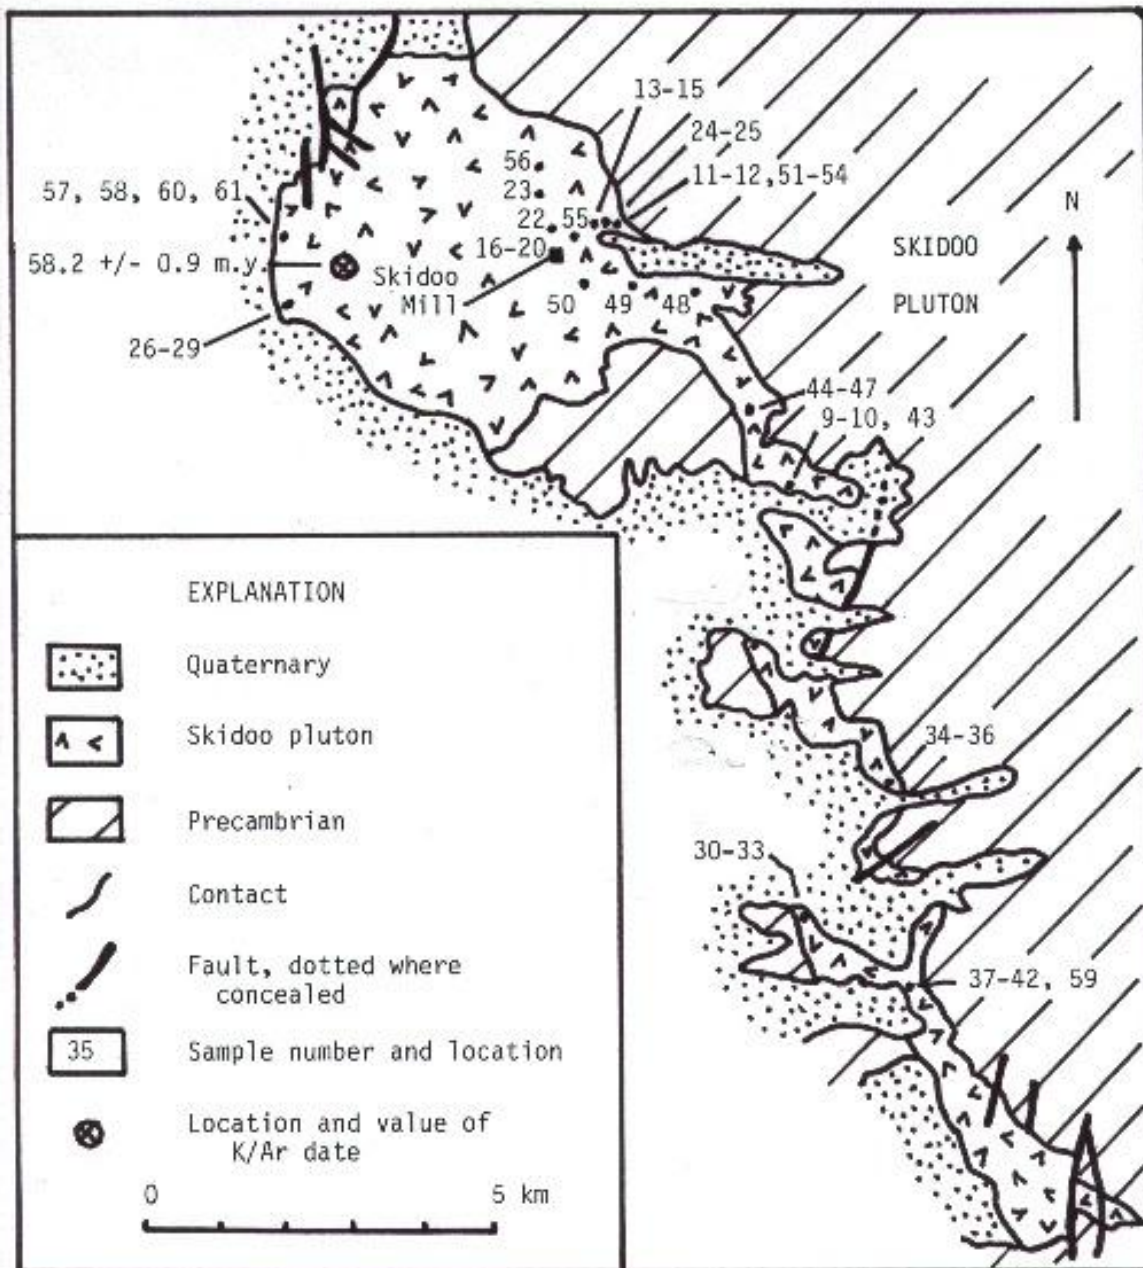 13-15
24-25
11-12,51-54
56
23
22 55
16-20
57, 58, 60, 61
58.2 +/- 0.9 m.y.
Skidoo
Mill
50 49 48
26-29
SKIDOO
PLUTON
N
44-47
9-10, 43
34-36
30-33
37-42, 59
EXPLANATION
Quaternary
Skidoo pluton
Precambrian
Contact
Fault, dotted where
concealed
35 Sample number and location
Location and value of
K/Ar date
0 5 km